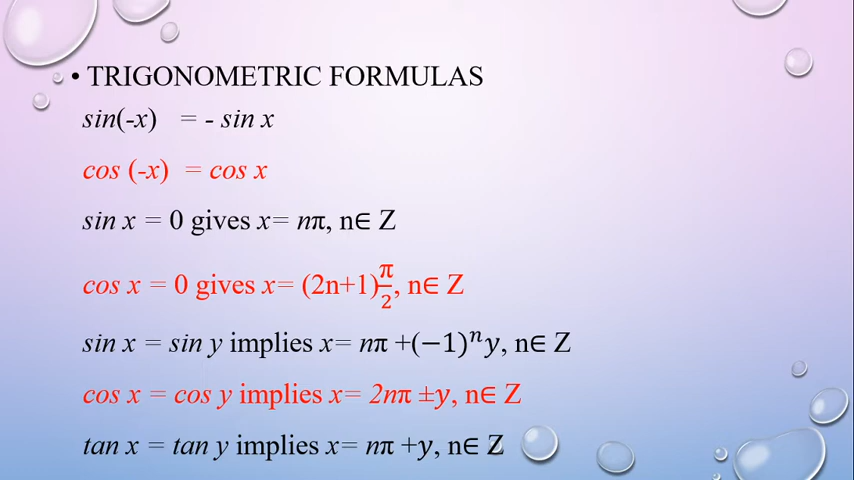 • TRIGONOMETRIC FORMULAS
sin(-x) = - sin x
cos (-x) = cos x
sin x = 0 gives x= nπ, n∈ Z
cos x = 0 gives x= (2n+1)π/2, n∈ Z
sin x = sin y implies x= nπ +(−1)ⁿy, n∈ Z
cos x = cos y implies x= 2nπ ±y, n∈ Z
tan x = tan y implies x= nπ +y, n∈ Z